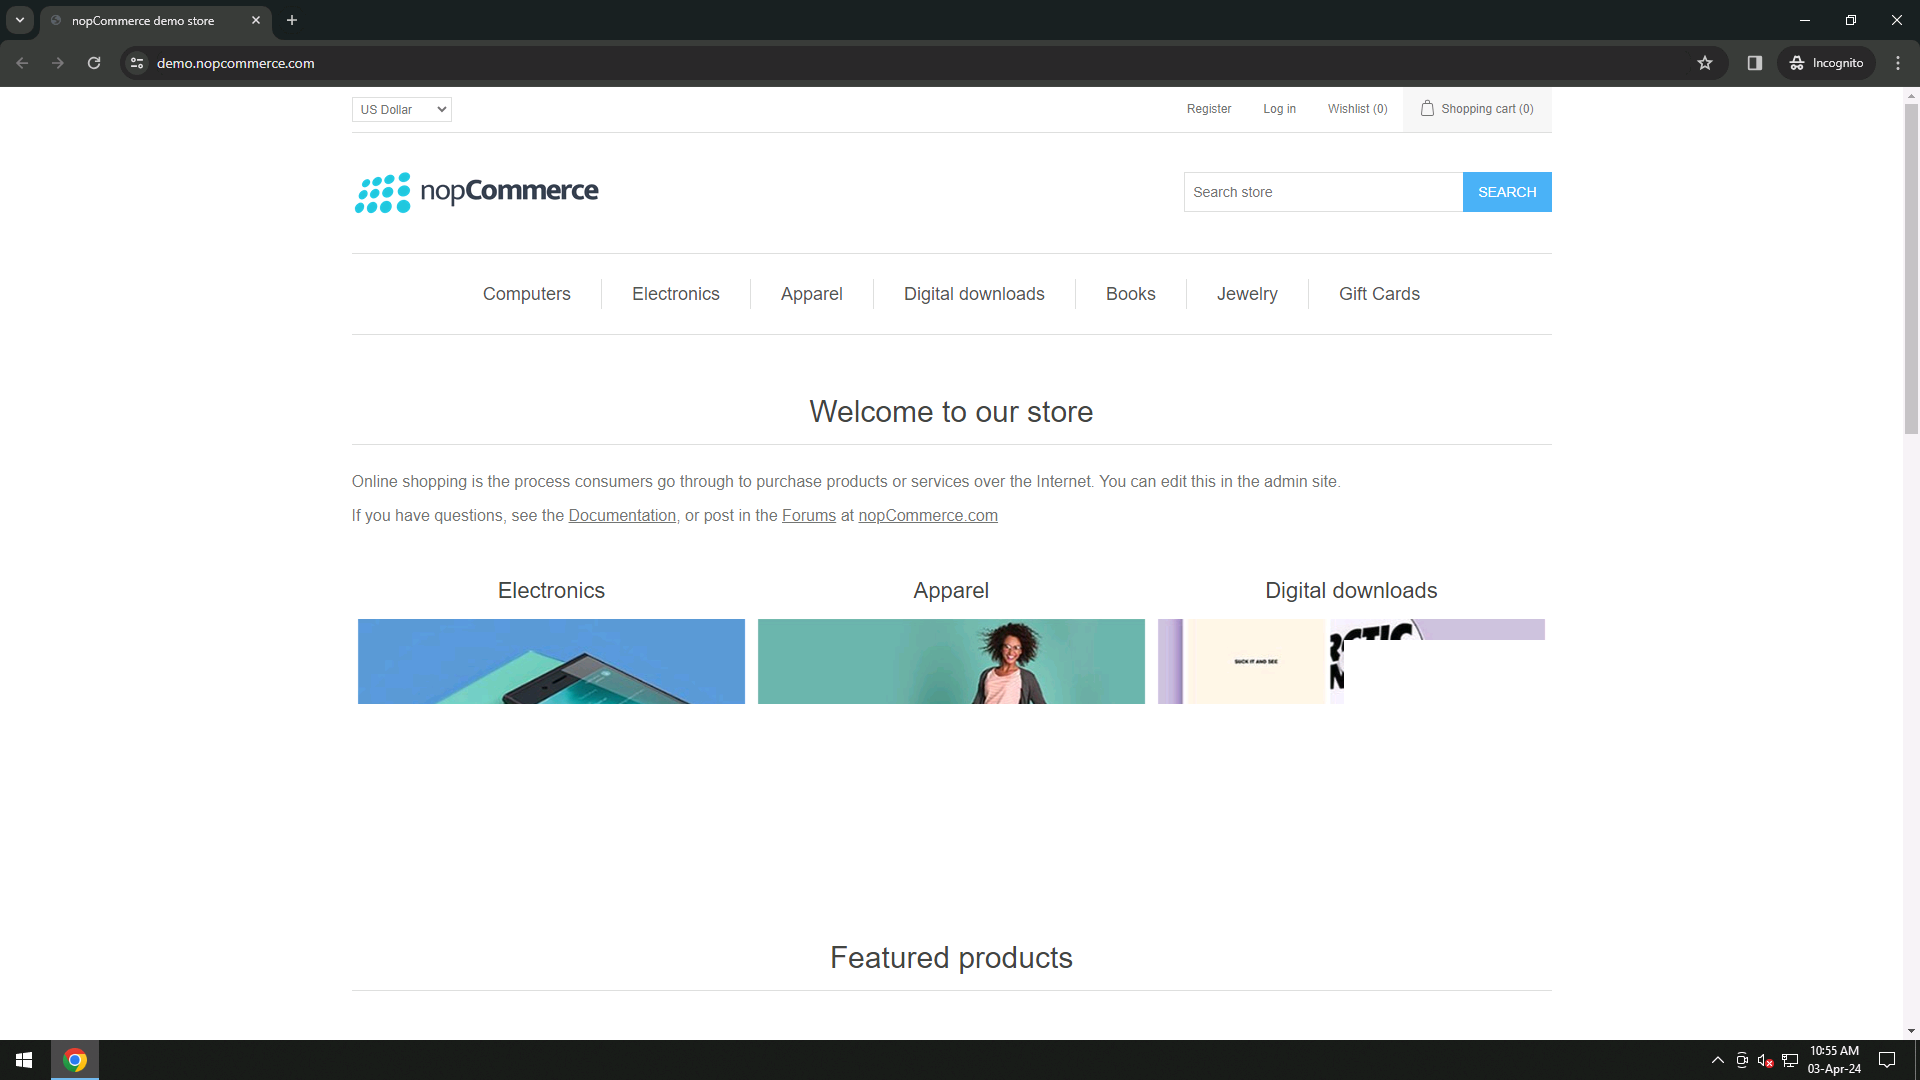 nopCommerce demo store
demo.nopcommerce.com
Incognito
US Dollar
Register
Log in
Wishlist (0)
Shopping cart (0)
nopCommerce
Search store
SEARCH
Computers
Electronics
Apparel
Digital downloads
Books
Jewelry
Gift Cards
Welcome to our store
Online shopping is the process consumers go through to purchase products or services over the Internet. You can edit this in the admin site.
If you have questions, see the Documentation, or post in the Forums at nopCommerce.com
Electronics
Apparel
Digital downloads
SUCK IT AND SEE
Featured products
10:55 AM
03-Apr-24